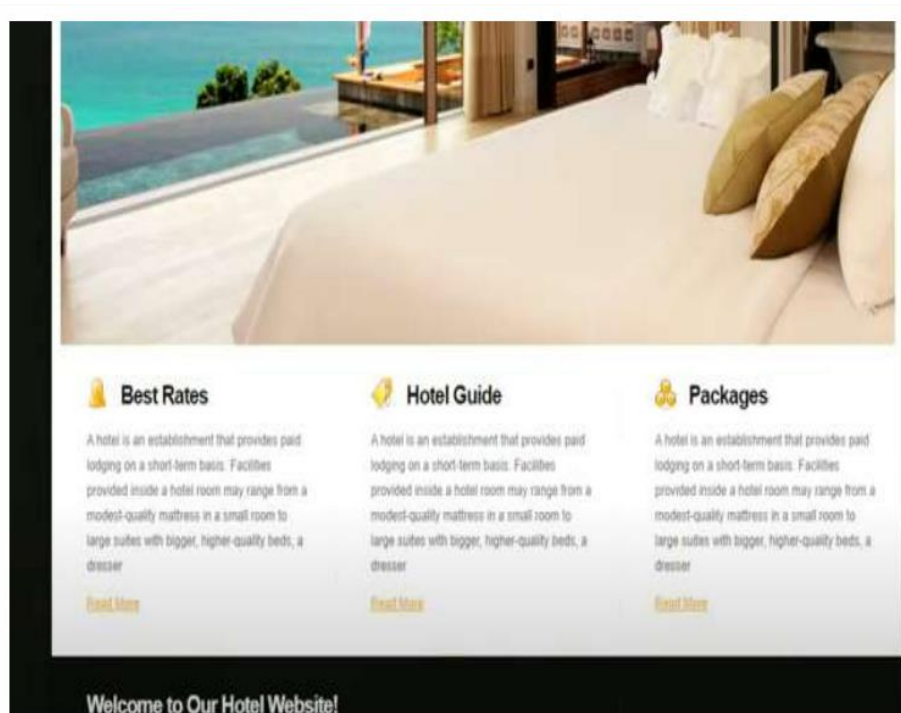 Best Rates
A hotel is an establishment that provides paid
lodging on a short-term basis. Facilities
provided inside a hotel room may range from a
modest-quality mattress in a small room to
large suites with bigger, higher-quality beds, a
dresser
Read More
Hotel Guide
A hotel is an establishment that provides paid
lodging on a short-term basis. Facilities
provided inside a hotel room may range from a
modest-quality mattress in a small room to
large suites with bigger, higher-quality beds, a
dresser
Read More
Packages
A hotel is an establishment that provides paid
lodging on a short-term basis. Facilities
provided inside a hotel room may range from a
modest-quality mattress in a small room to
large suites with bigger, higher-quality beds, a
dresser
Read More
Welcome to Our Hotel Website!